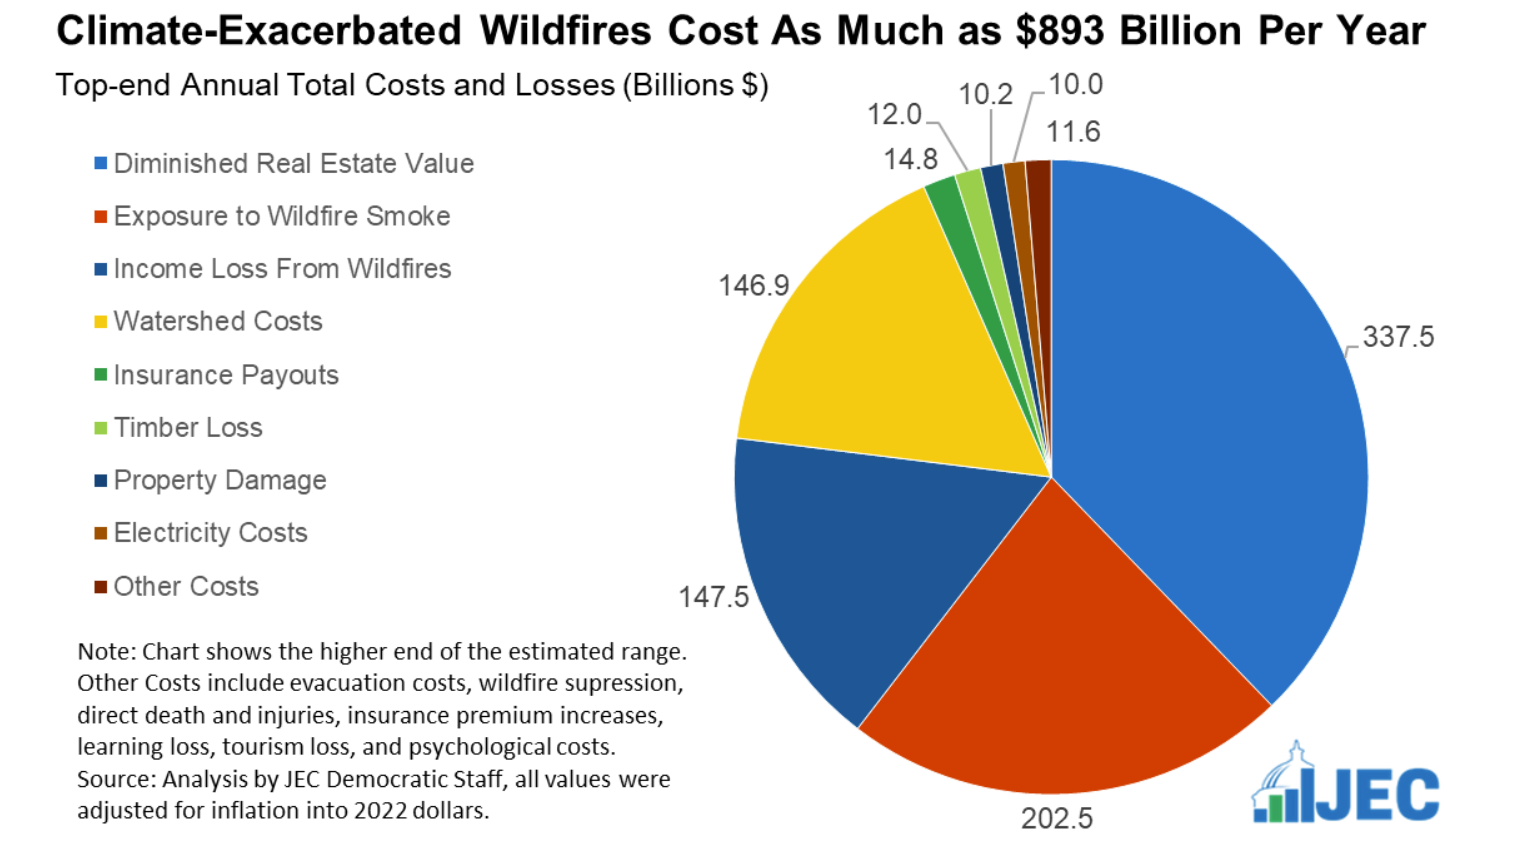 Climate-Exacerbated Wildfires Cost As Much as $893 Billion Per Year
Top-end Annual Total Costs and Losses (Billions $)
Diminished Real Estate Value
Exposure to Wildfire Smoke
Income Loss From Wildfires
Watershed Costs
Insurance Payouts
Timber Loss
Property Damage
Electricity Costs
Other Costs
10.0
10.2
12.0
11.6
14.8
146.9
337.5
147.5
202.5
Note: Chart shows the higher end of the estimated range.
Other Costs include evacuation costs, wildfire supression,
direct death and injuries, insurance premium increases,
learning loss, tourism loss, and psychological costs.
Source: Analysis by JEC Democratic Staff, all values were
adjusted for inflation into 2022 dollars.
JEC